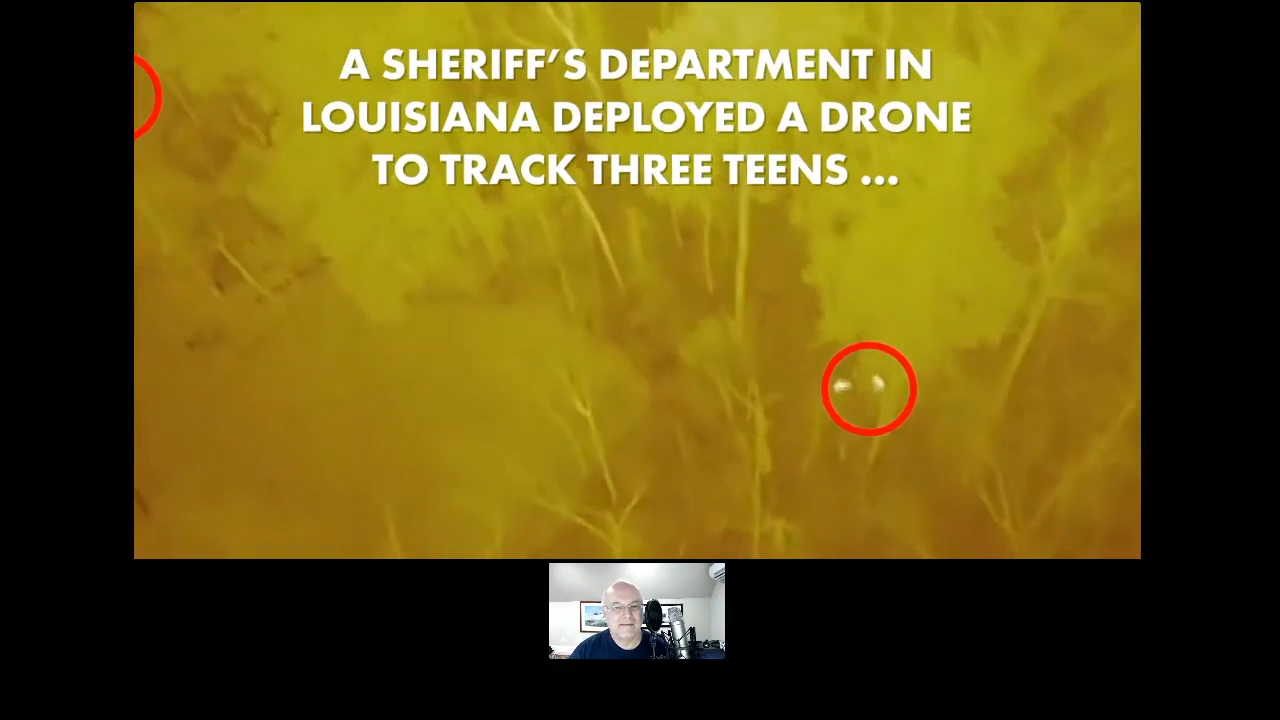 A SHERIFF'S DEPARTMENT IN
LOUISIANA DEPLOYED A DRONE
TO TRACK THREE TEENS ...